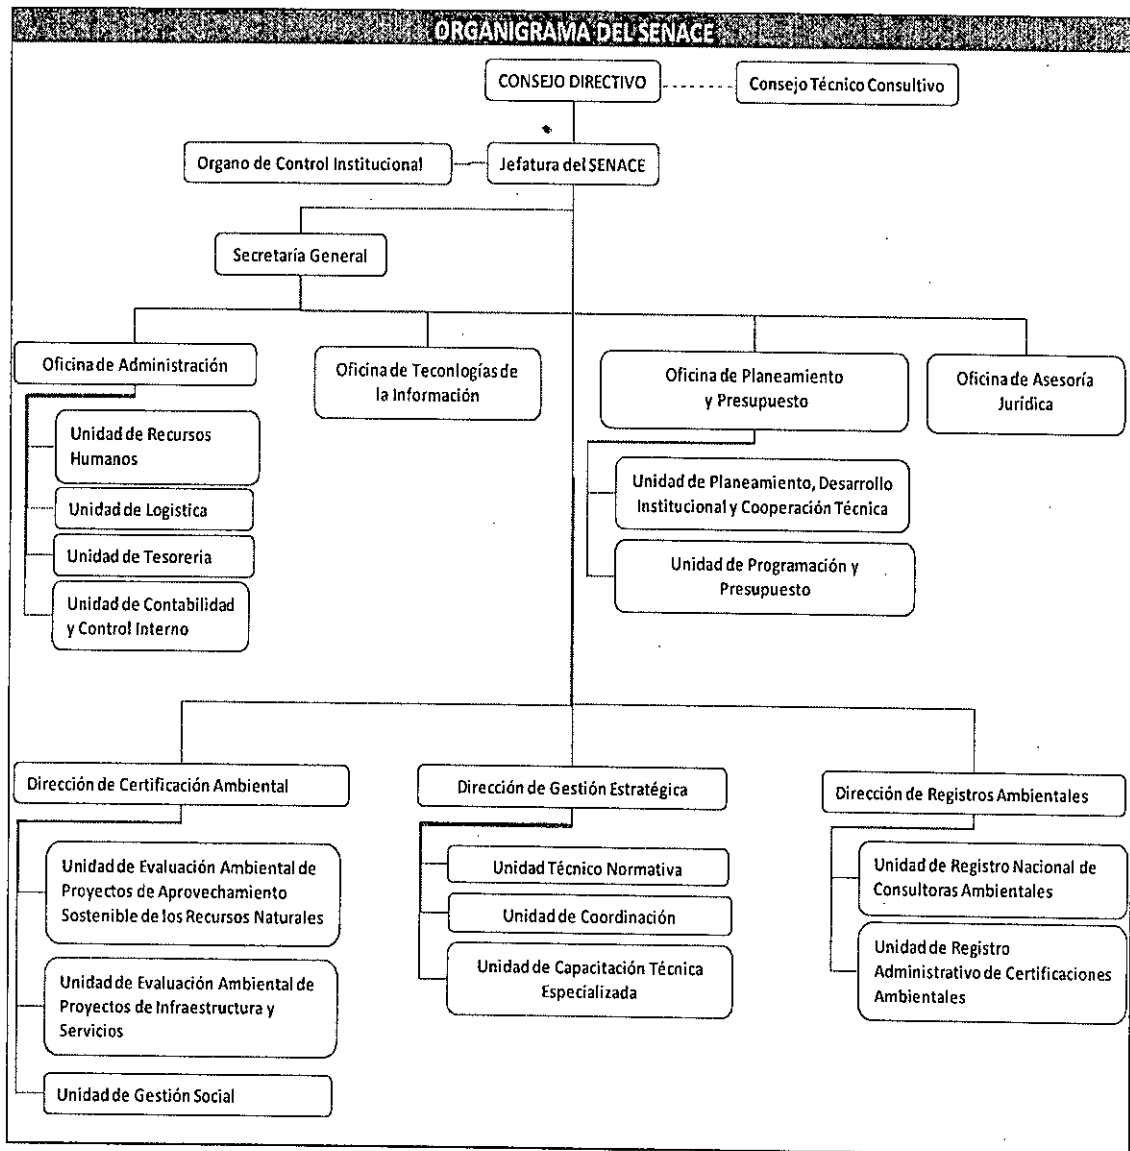 ORGANIGRAMA DEL SENACE
CONSEJO DIRECTIVO
Consejo Técnico Consultivo
Organo de Control Institucional
Jefatura del SENACE
Secretaría General
Oficina de Administración
Oficina de Teconlogías de
la Información
Oficina de Planeamiento
y Presupuesto
Oficina de Asesoría
Jurídica
Unidad de Recursos
Humanos
Unidad de Logistica
Unidad de Tesoreria
Unidad de Contabilidad
y Control Interno
Unidad de Planeamiento, Desarrollo
Institucional y Cooperación Técnica
Unidad de Programación y
Presupuesto
Dirección de Certificación Ambiental
Unidad de Evaluación Ambiental de
Proyectos de Aprovechamiento
Sostenible de los Recursos Naturales
Unidad de Evaluación Ambiental de
Proyectos de Infraestructura y
Servicios
Unidad de Gestión Social
Dirección de Gestión Estratégica
Unidad Técnico Normativa
Unidad de Coordinación
Unidad de Capacitación Técnica
Especializada
Dirección de Registros Ambientales
Unidad de Registro Nacional de
Consultoras Ambientales
Unidad de Registro
Administrativo de Certificaciones
Ambientales